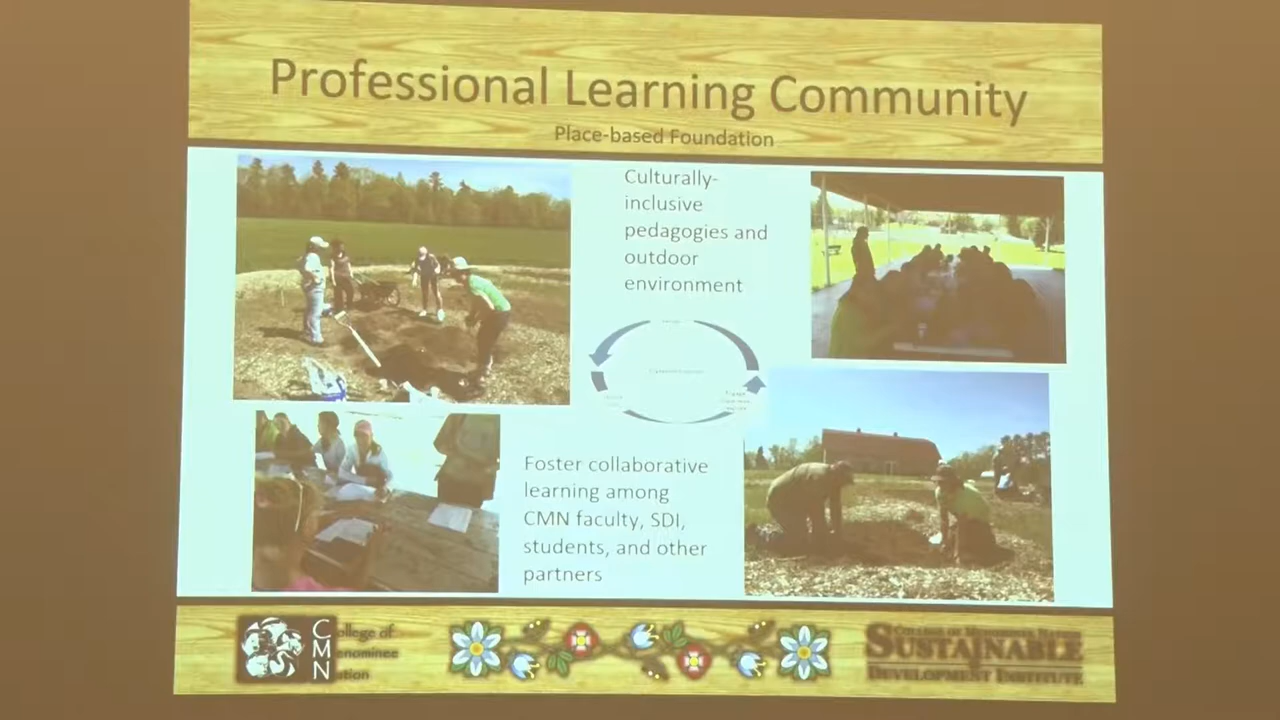 Professional Learning Community
Place-based Foundation
Culturally-
inclusive
pedagogies and
outdoor
environment
Foster collaborative
learning among
CMN faculty, SDI,
students, and other
partners
College of
Menominee
Nation
COLLEGE OF MENOMINEE NATION
SUSTAINABLE
DEVELOPMENT INSTITUTE